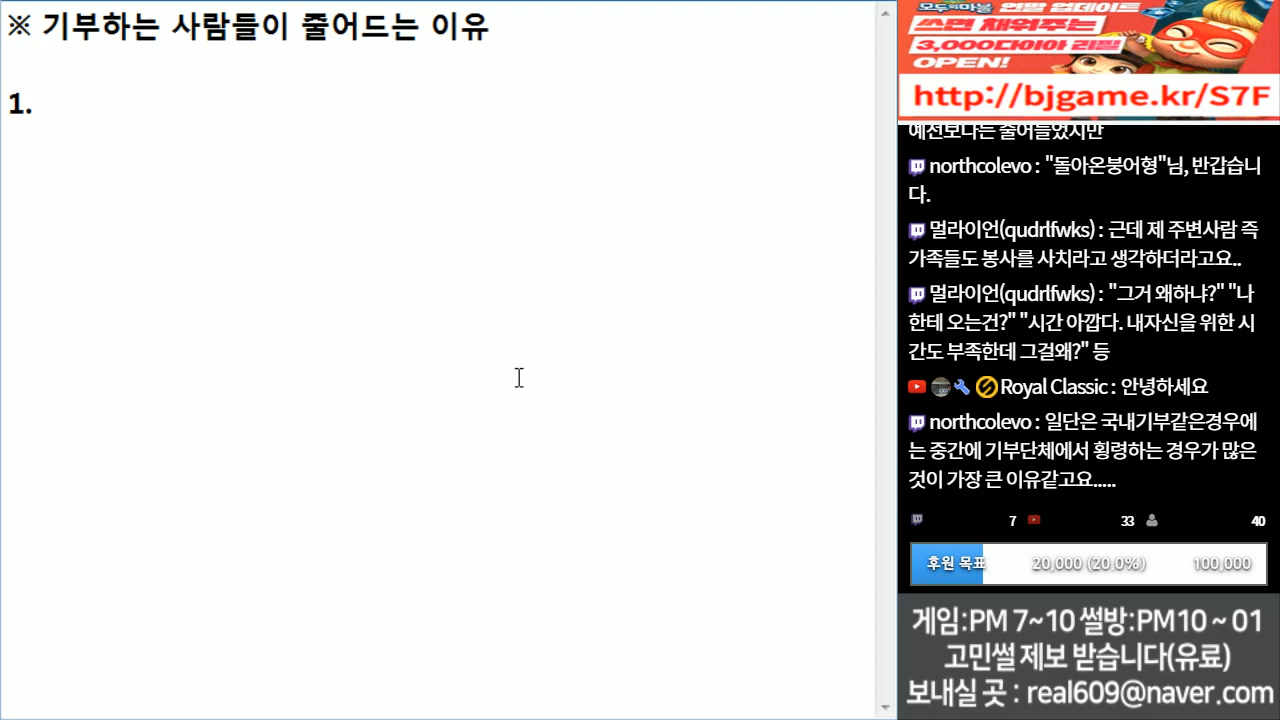 ※ 기부하는 사람들이 줄어드는 이유
1.
모두의마블 연말 업데이트
쓰면 채워주는
3,000다이아 리필
OPEN!
http://bjgame.kr/S7F
예전보다는 줄어들었지만
northcolevo : "돌아온붕어형"님, 반갑습니
다.
멀라이언(qudrlfwks) : 근데 제 주변사람 즉
가족들도 봉사를 사치라고 생각하더라고요..
멀라이언(qudrlfwks) : "그거 왜하냐?" "나
한테 오는건?" "시간 아깝다. 내자신을 위한 시
간도 부족한데 그걸왜?" 등
Royal Classic : 안녕하세요
northcolevo : 일단은 국내기부같은경우에
는 중간에 기부단체에서 횡령하는 경우가 많은
것이 가장 큰 이유같고요.....
7 33 40
후원 목표 20,000 (20.0%) 100,000
게임:PM 7~10 썰방:PM10 ~ 01
고민썰 제보 받습니다(유료)
보내실 곳 : real609@naver.com